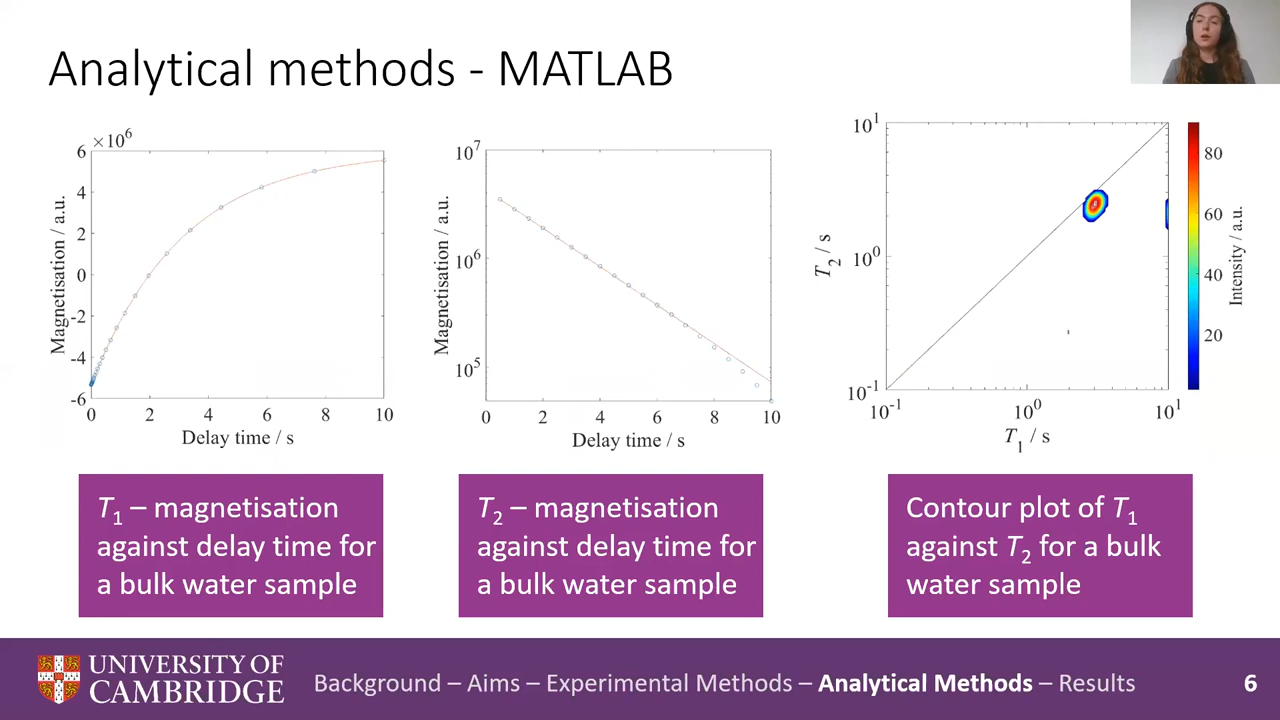 Analytical methods - MATLAB
×10⁶
6
4
2
0
-2
-4
-6
0 2 4 6 8 10
Magnetisation / a.u.
Delay time / s
10⁷
10⁶
10⁵
0 2 4 6 8 10
Magnetisation / a.u.
Delay time / s
10¹
10⁰
10⁻¹
10⁻¹ 10⁰ 10¹
T₂ / s
T₁ / s
80
60
40
20
Intensity / a.u.
T₁ – magnetisation
against delay time for
a bulk water sample
T₂ – magnetisation
against delay time for
a bulk water sample
Contour plot of T₁
against T₂ for a bulk
water sample
UNIVERSITY OF
CAMBRIDGE
Background – Aims – Experimental Methods – Analytical Methods – Results
6